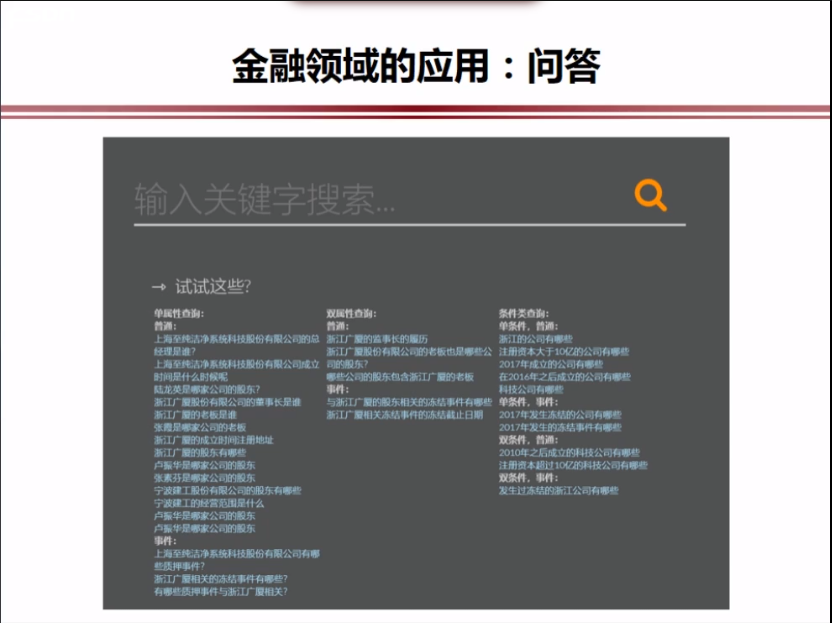 金融领域的应用：问答
输入关键字搜索...
→ 试试这些?
单属性查询:
普通:
上海至纯洁净系统科技股份有限公司的总
经理是谁?
上海至纯洁净系统科技股份有限公司成立
时间是什么时候呢
陆龙英是哪家公司的股东?
浙江广厦股份有限公司的董事长是谁
浙江广厦的老板是谁
张霞是哪家公司的老板
浙江广厦的成立时间注册地址
浙江广厦的股东有哪些
卢振华是哪家公司的股东
张素芬是哪家公司的股东
宁波建工股份有限公司的股东有哪些
宁波建工的经营范围是什么
卢振华是哪家公司的股东
卢振华是哪家公司的股东
事件:
上海至纯洁净系统科技股份有限公司有哪
些质押事件?
浙江广厦相关的冻结事件有哪些?
有哪些质押事件与浙江广厦相关?
双属性查询:
普通:
浙江广厦的监事长的履历
浙江广厦股份有限公司的老板也是哪些公
司的股东?
哪些公司的股东包含浙江广厦的老板
事件:
与浙江广厦的股东相关的冻结事件有哪些
浙江广厦相关冻结事件的冻结截止日期
条件类查询:
单条件，普通:
浙江的公司有哪些
注册资本大于10亿的公司有哪些
2017年成立的公司有哪些
在2016年之后成立的公司有哪些
科技公司有哪些
单条件，事件:
2017年发生冻结的公司有哪些
2017年发生的冻结事件有哪些
双条件，普通:
2010年之后成立的科技公司有哪些
注册资本超过10亿的科技公司有哪些
双条件，事件:
发生过冻结的浙江公司有哪些